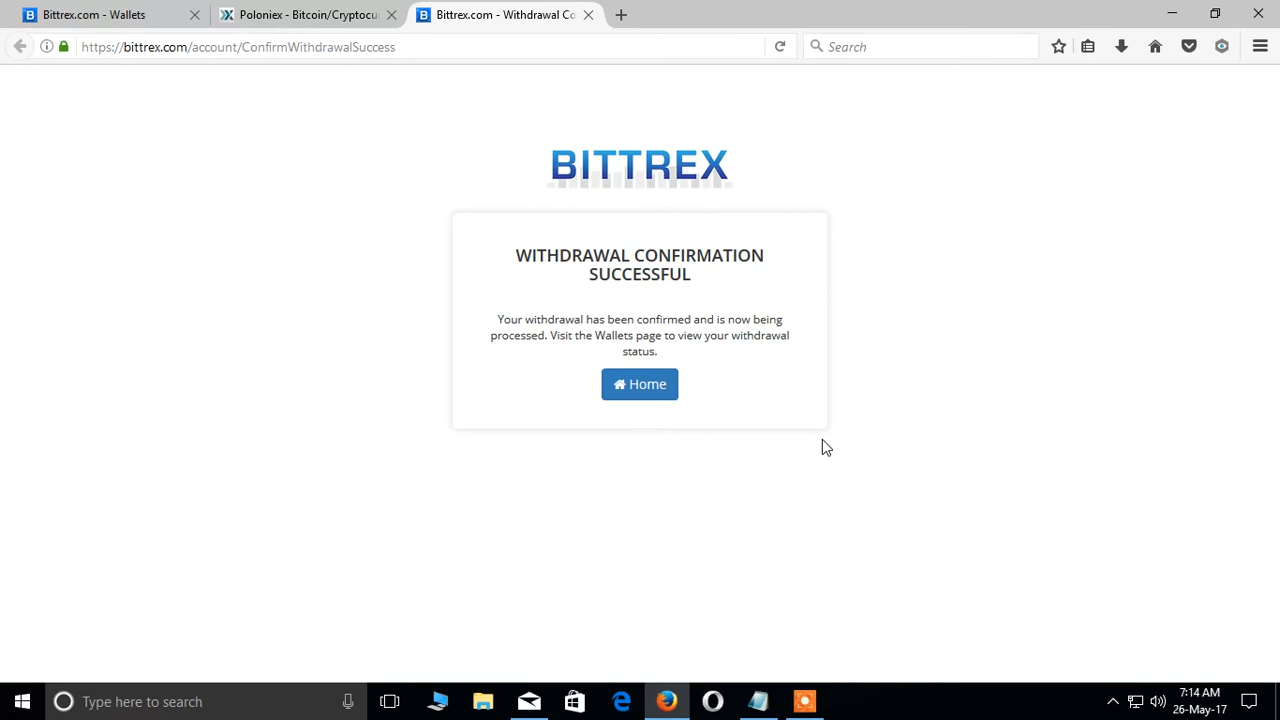 Bittrex.com - Wallets
Poloniex - Bitcoin/Cryptocu
Bittrex.com - Withdrawal Co
https://bittrex.com/account/ConfirmWithdrawalSuccess
Search
BITTREX
WITHDRAWAL CONFIRMATION
SUCCESSFUL
Your withdrawal has been confirmed and is now being
processed. Visit the Wallets page to view your withdrawal
status.
Home
Type here to search
7:14 AM
26-May-17